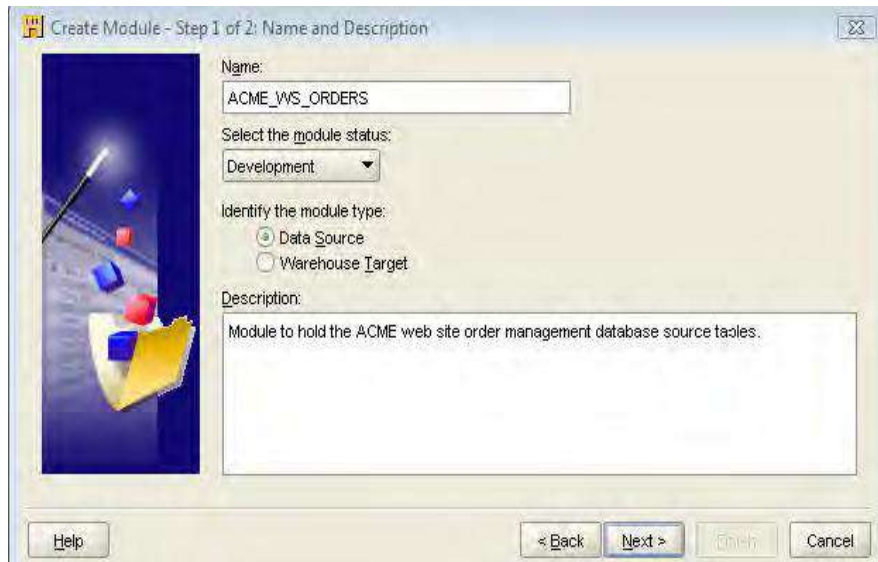 Create Module - Step 1 of 2: Name and Description
Name:
ACME_WS_ORDERS
Select the module status:
Development
Identify the module type:
Data Source
Warehouse Target
Description:
Module to hold the ACME web site order management database source tables.
Help
< Back
Next >
Finish
Cancel